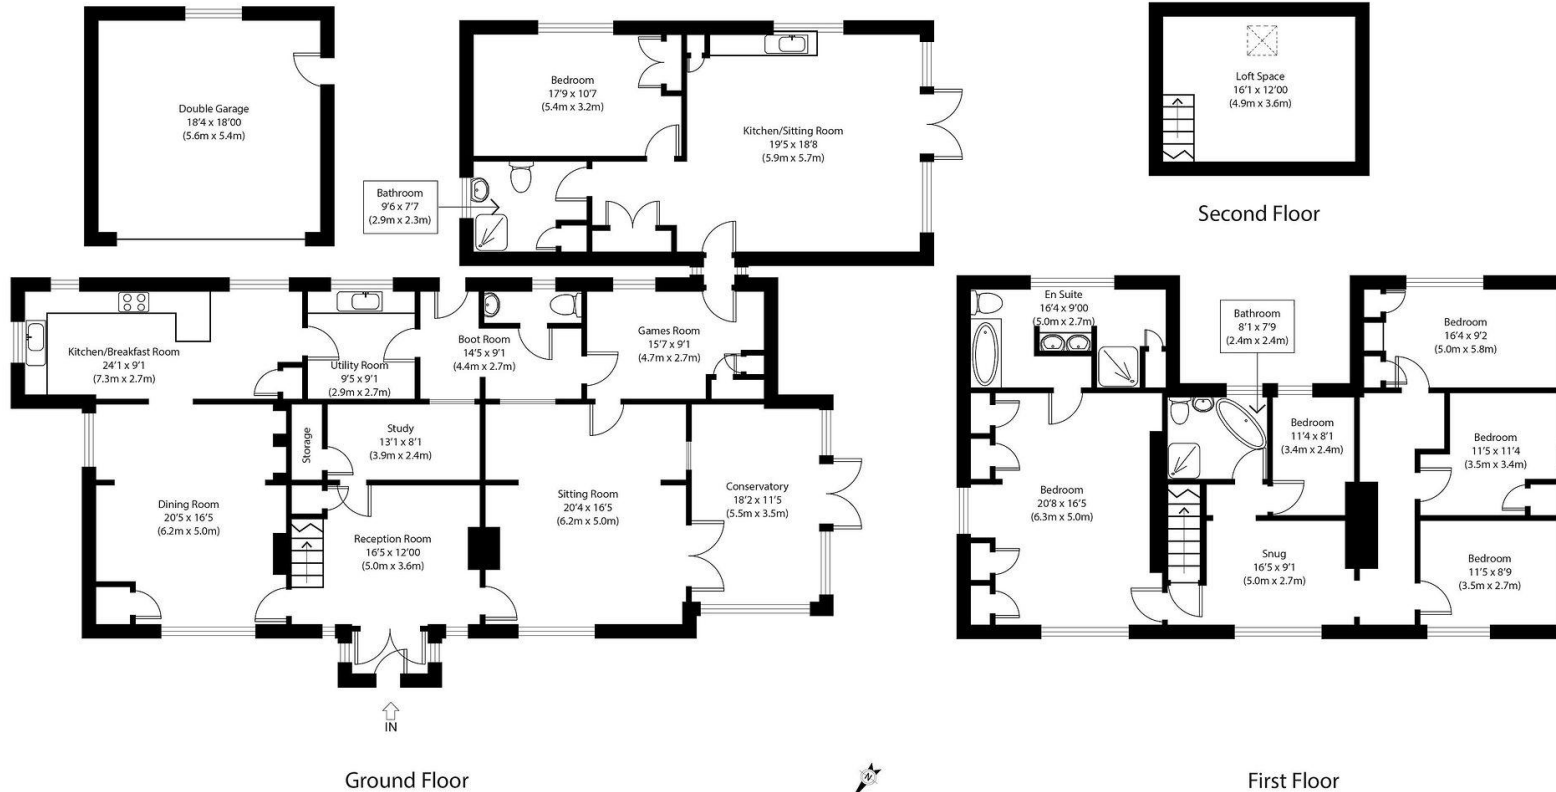 Double Garage
18'4 x 18'00
(5.6m x 5.4m)
Bedroom
17'9 x 10'7
(5.4m x 3.2m)
Kitchen/Sitting Room
19'5 x 18'8
(5.9m x 5.7m)
Bathroom
9'6 x 7'7
(2.9m x 2.3m)
Loft Space
16'1 x 12'00
(4.9m x 3.6m)
Second Floor
Kitchen/Breakfast Room
24'1 x 9'1
(7.3m x 2.7m)
Utility Room
9'5 x 9'1
(2.9m x 2.7m)
Boot Room
14'5 x 9'1
(4.4m x 2.7m)
Games Room
15'7 x 9'1
(4.7m x 2.7m)
Storage
Study
13'1 x 8'1
(3.9m x 2.4m)
Dining Room
20'5 x 16'5
(6.2m x 5.0m)
Reception Room
16'5 x 12'00
(5.0m x 3.6m)
Sitting Room
20'4 x 16'5
(6.2m x 5.0m)
Conservatory
18'2 x 11'5
(5.5m x 3.5m)
IN
Ground Floor
N
En Suite
16'4 x 9'00
(5.0m x 2.7m)
Bathroom
8'1 x 7'9
(2.4m x 2.4m)
Bedroom
16'4 x 9'2
(5.0m x 5.8m)
Bedroom
11'4 x 8'1
(3.4m x 2.4m)
Bedroom
11'5 x 11'4
(3.5m x 3.4m)
Bedroom
20'8 x 16'5
(6.3m x 5.0m)
Snug
16'5 x 9'1
(5.0m x 2.7m)
Bedroom
11'5 x 8'9
(3.5m x 2.7m)
First Floor